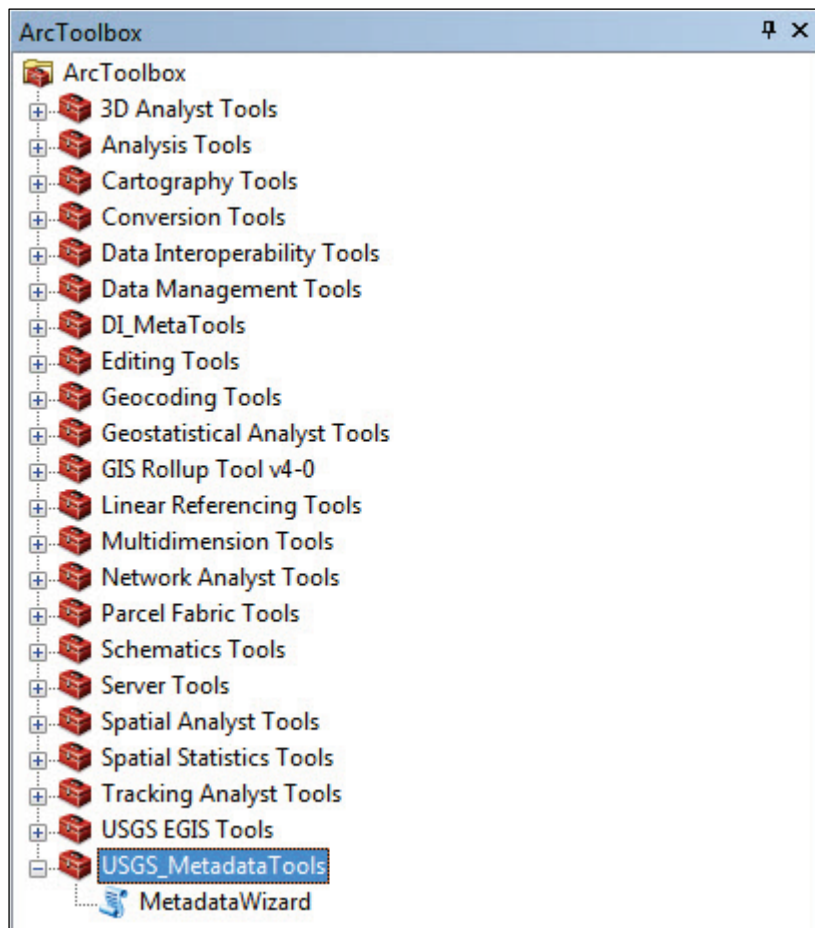 ArcToolbox
ArcToolbox
3D Analyst Tools
Analysis Tools
Cartography Tools
Conversion Tools
Data Interoperability Tools
Data Management Tools
DI_MetaTools
Editing Tools
Geocoding Tools
Geostatistical Analyst Tools
GIS Rollup Tool v4-0
Linear Referencing Tools
Multidimension Tools
Network Analyst Tools
Parcel Fabric Tools
Schematics Tools
Server Tools
Spatial Analyst Tools
Spatial Statistics Tools
Tracking Analyst Tools
USGS EGIS Tools
USGS_MetadataTools
MetadataWizard